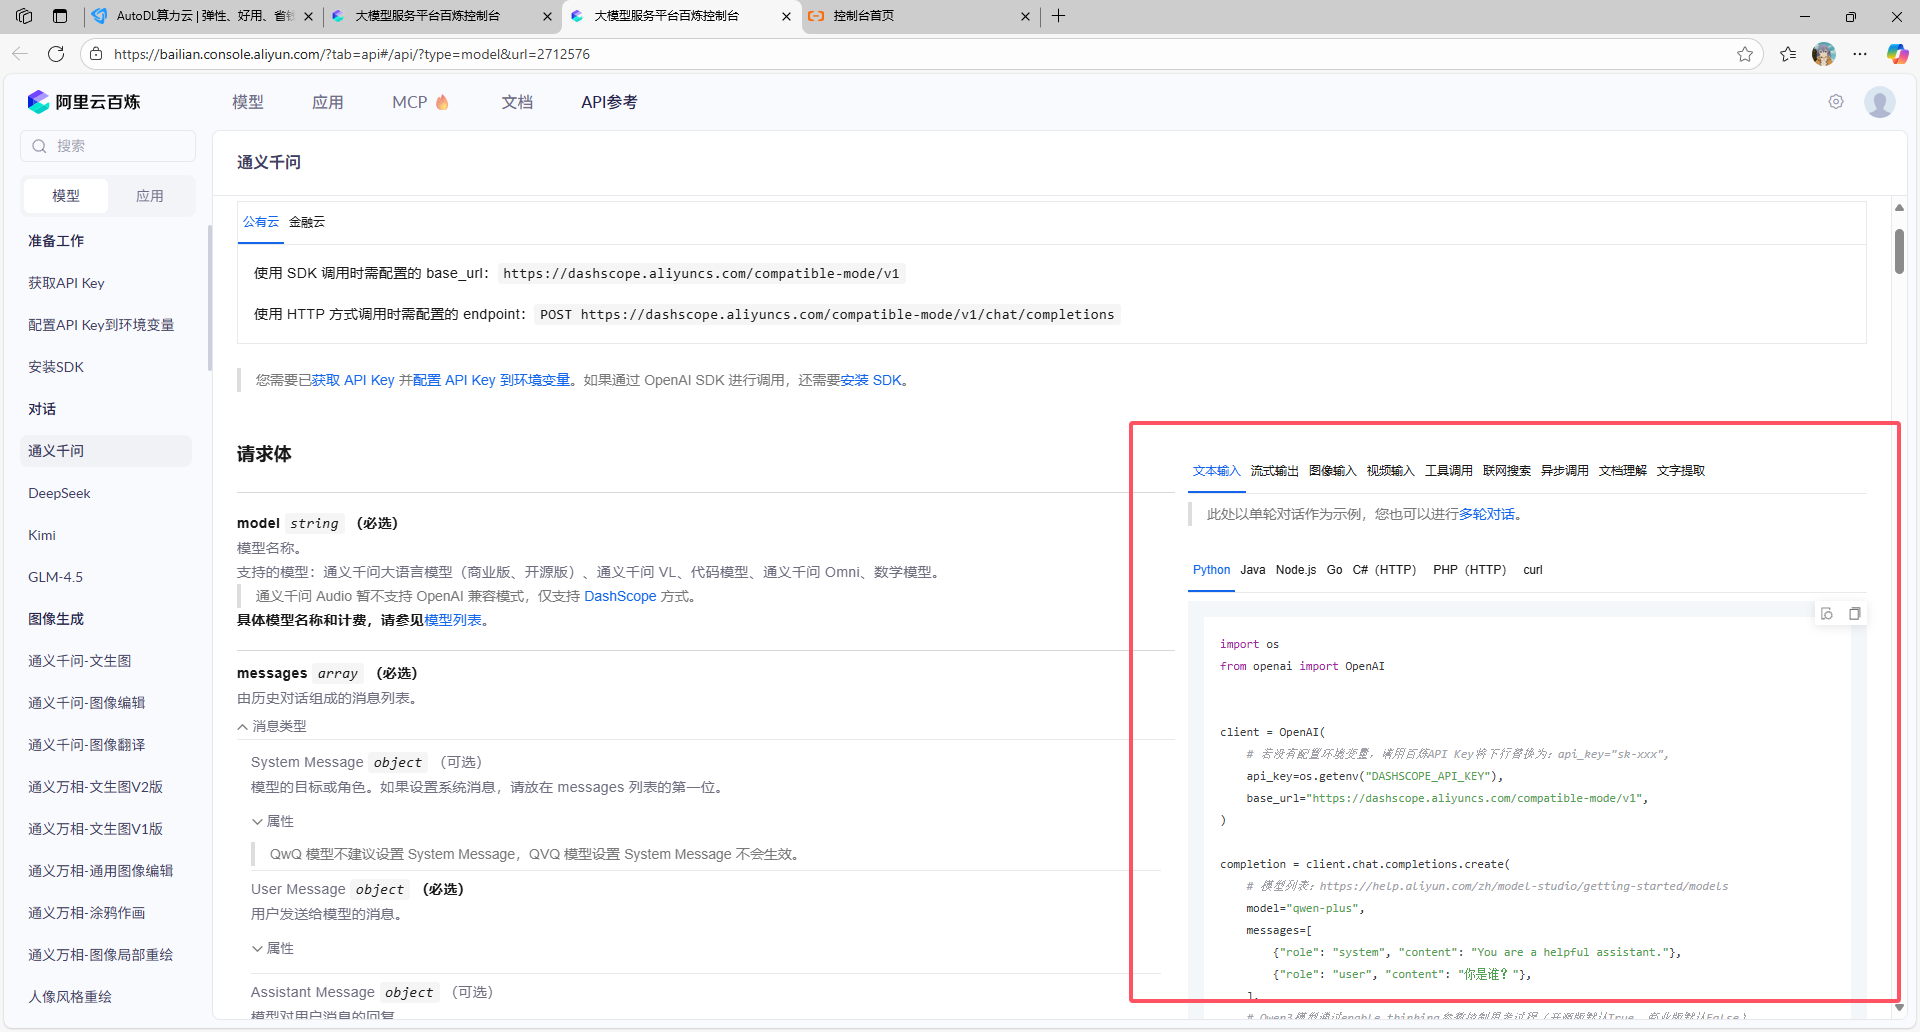 AutoDL算力云 | 弹性、好用、省钱
大模型服务平台百炼控制台
大模型服务平台百炼控制台
控制台首页
https://bailian.console.aliyun.com/?tab=api#/api/?type=model&url=2712576
阿里云百炼
模型
应用
MCP
文档
API参考
搜索
模型
应用
准备工作
获取API Key
配置API Key到环境变量
安装SDK
对话
通义千问
DeepSeek
Kimi
GLM-4.5
图像生成
通义千问-文生图
通义千问-图像编辑
通义千问-图像翻译
通义万相-文生图V2版
通义万相-文生图V1版
通义万相-通用图像编辑
通义万相-涂鸦作画
通义万相-图像局部重绘
人像风格重绘
通义千问
公有云 金融云
使用 SDK 调用时需配置的 base_url： https://dashscope.aliyuncs.com/compatible-mode/v1
使用 HTTP 方式调用时需配置的 endpoint： POST https://dashscope.aliyuncs.com/compatible-mode/v1/chat/completions
您需要已获取 API Key 并配置 API Key 到环境变量。如果通过 OpenAI SDK 进行调用，还需要安装 SDK。
请求体
model string （必选）
模型名称。
支持的模型：通义千问大语言模型（商业版、开源版）、通义千问 VL、代码模型、通义千问 Omni、数学模型。
通义千问 Audio 暂不支持 OpenAI 兼容模式，仅支持 DashScope 方式。
具体模型名称和计费，请参见模型列表。
messages array （必选）
由历史对话组成的消息列表。
消息类型
System Message object （可选）
模型的目标或角色。如果设置系统消息，请放在 messages 列表的第一位。
属性
QwQ 模型不建议设置 System Message，QVQ 模型设置 System Message 不会生效。
User Message object （必选）
用户发送给模型的消息。
属性
Assistant Message object （可选）
模型对用户消息的回复
文本输入 流式输出 图像输入 视频输入 工具调用 联网搜索 异步调用 文档理解 文字提取
此处以单轮对话作为示例，您也可以进行多轮对话。
Python Java Node.js Go C#（HTTP） PHP（HTTP） curl
import os
from openai import OpenAI
client = OpenAI(
# 若没有配置环境变量，请用百炼API Key将下行替换为：api_key="sk-xxx",
api_key=os.getenv("DASHSCOPE_API_KEY"),
base_url="https://dashscope.aliyuncs.com/compatible-mode/v1",
)
completion = client.chat.completions.create(
# 模型列表：https://help.aliyun.com/zh/model-studio/getting-started/models
model="qwen-plus",
messages=[
{"role": "system", "content": "You are a helpful assistant."},
{"role": "user", "content": "你是谁？"},
],
# Qwen3模型通过enable_thinking参数控制思考过程（开源版默认True，商业版默认False）